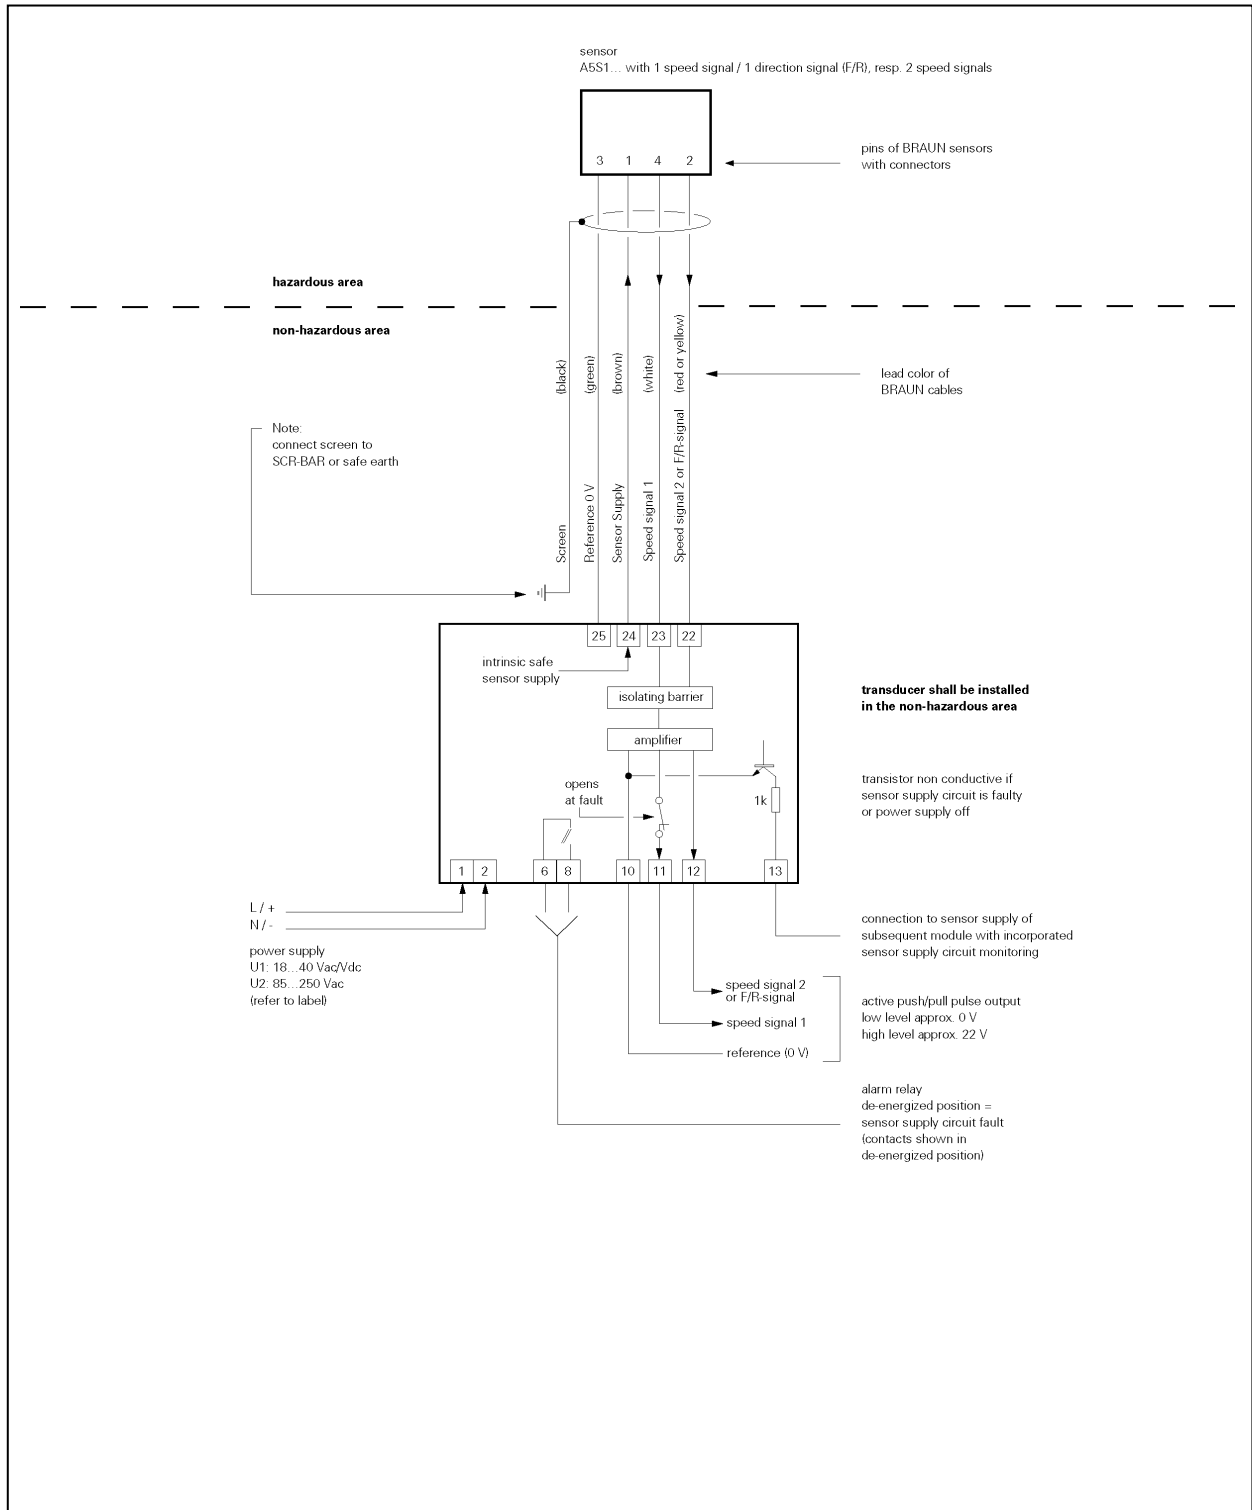 sensor
A5S1... with 1 speed signal / 1 direction signal (F/R), resp. 2 speed signals
3 1 4 2
pins of BRAUN sensors
with connectors
hazardous area
non-hazardous area
(black)
(green)
(brown)
(white)
(red or yellow)
lead color of
BRAUN cables
Note:
connect screen to
SCR-BAR or safe earth
Screen
Reference 0 V
Sensor Supply
Speed signal 1
Speed signal 2 or F/R-signal
25 24 23 22
intrinsic safe
sensor supply
isolating barrier
transducer shall be installed
in the non-hazardous area
amplifier
opens
at fault
1k
transistor non conductive if
sensor supply circuit is faulty
or power supply off
1 2 6 8 10 11 12 13
L / +
N / -
power supply
U1: 18...40 Vac/Vdc
U2: 85...250 Vac
(refer to label)
connection to sensor supply of
subsequent module with incorporated
sensor supply circuit monitoring
speed signal 2
or F/R-signal
speed signal 1
reference (0 V)
active push/pull pulse output
low level approx. 0 V
high level approx. 22 V
alarm relay
de-energized position =
sensor supply circuit fault
(contacts shown in
de-energized position)